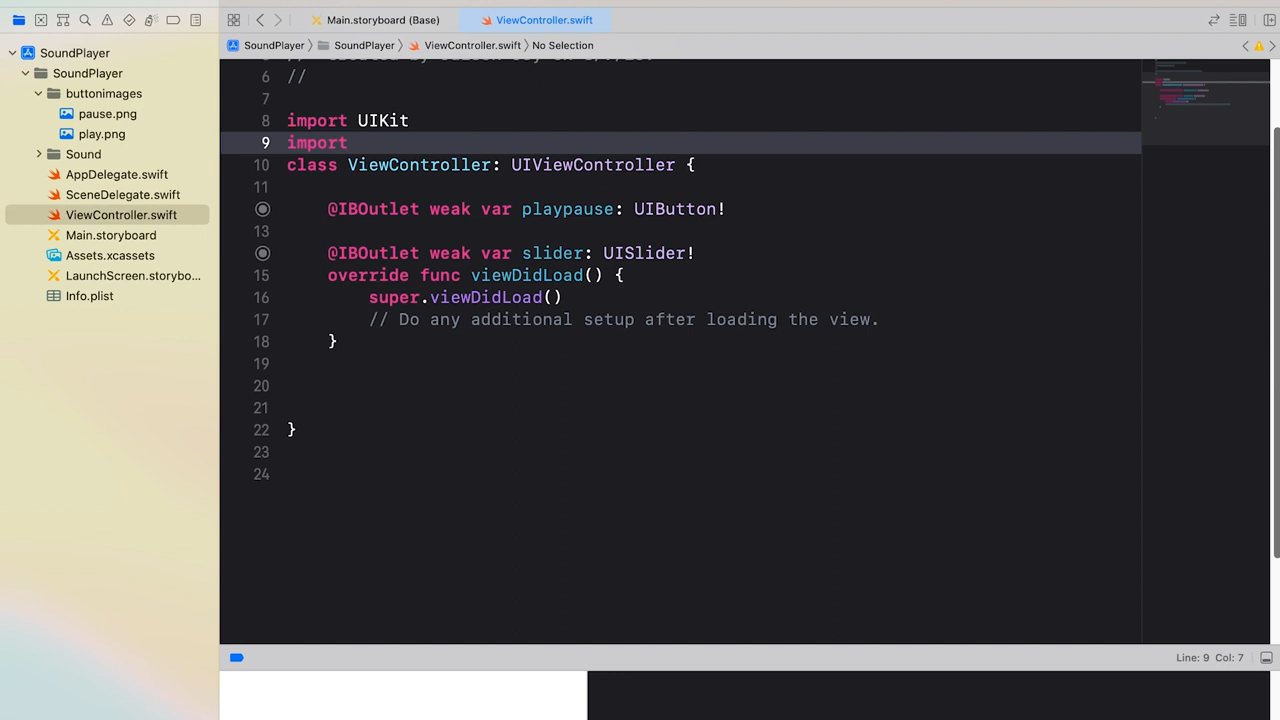 Main.storyboard (Base)
ViewController.swift
SoundPlayer
SoundPlayer
ViewController.swift
No Selection
SoundPlayer
SoundPlayer
buttonimages
pause.png
play.png
Sound
AppDelegate.swift
SceneDelegate.swift
ViewController.swift
Main.storyboard
Assets.xcassets
LaunchScreen.storybo...
Info.plist
6 //
7
8 import UIKit
9 import
10 class ViewController: UIViewController {
11
@IBOutlet weak var playpause: UIButton!
13
@IBOutlet weak var slider: UISlider!
15 override func viewDidLoad() {
16 super.viewDidLoad()
17 // Do any additional setup after loading the view.
18 }
19
20
21
22 }
23
24
Line: 9 Col: 7